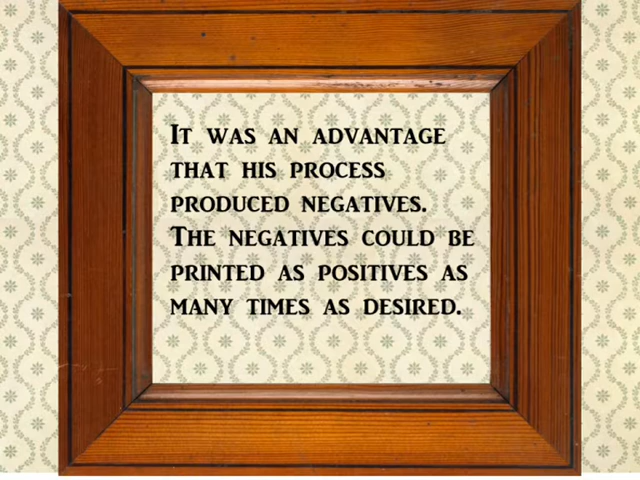 It was an advantage
that his process
produced negatives.
The negatives could be
printed as positives as
many times as desired.